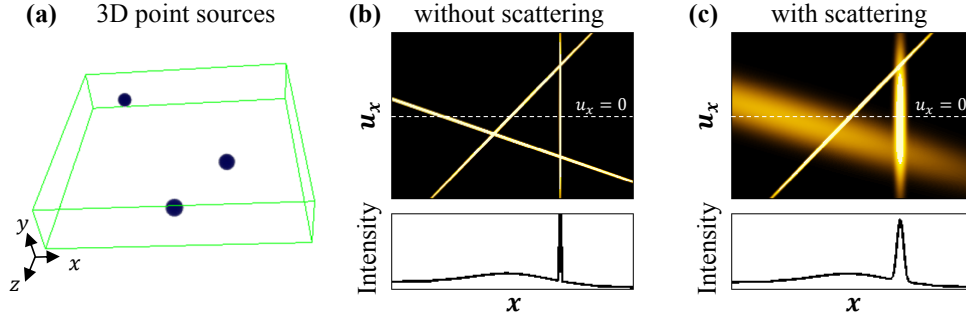 (a) 3D point sources
y
x
z
(b) without scattering
u_x
u_x = 0
Intensity
x
(c) with scattering
u_x
u_x = 0
Intensity
x